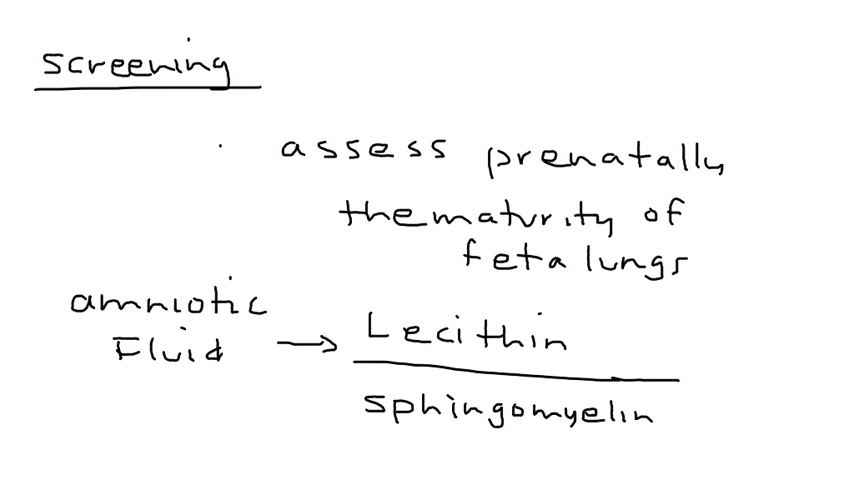 screening
assess prenatally
the maturity of
feta lungs
amniotic
Fluid → Lecithin
sphingomyelin